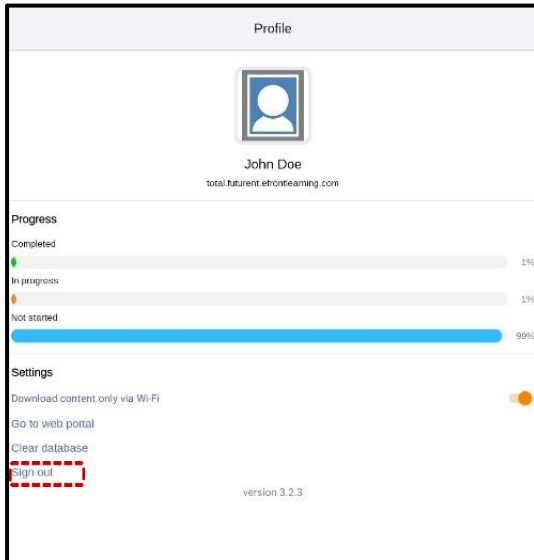 Profile
John Doe
total.futurent.efrontlearning.com
Progress
Completed
1%
In progress
1%
Not started
99%
Settings
Download content only via Wi-Fi
Go to web portal
Clear database
Sign out
version 3.2.3